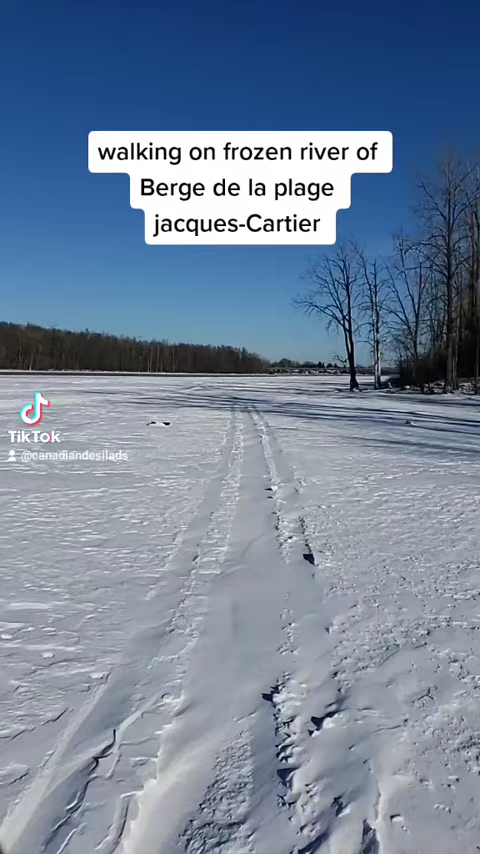 walking on frozen river of
Berge de la plage
jacques-Cartier
TikTok
@canadiandesilads